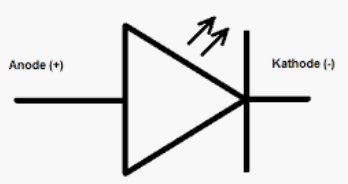 Anode (+)
Kathode (-)